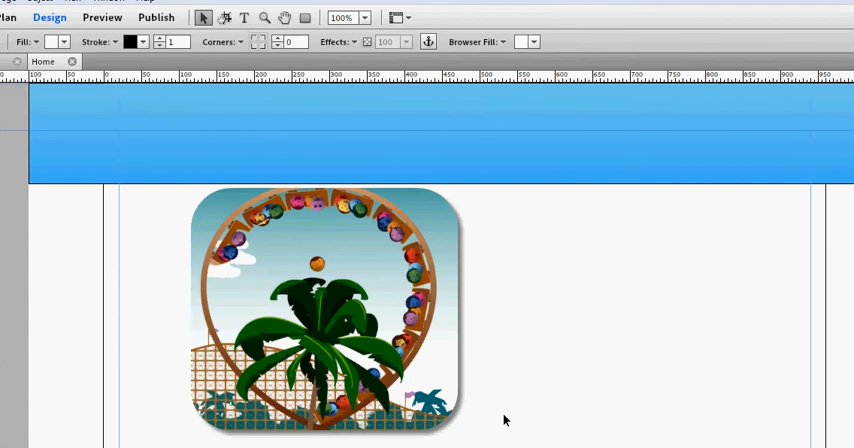 Plan Design Preview Publish T 100%
Fill: Stroke: 1 Corners: 0 Effects: 100 Browser Fill:
Home
100 50 0 50 100 150 200 250 300 350 400 450 500 550 600 650 700 750 800 850 900 950